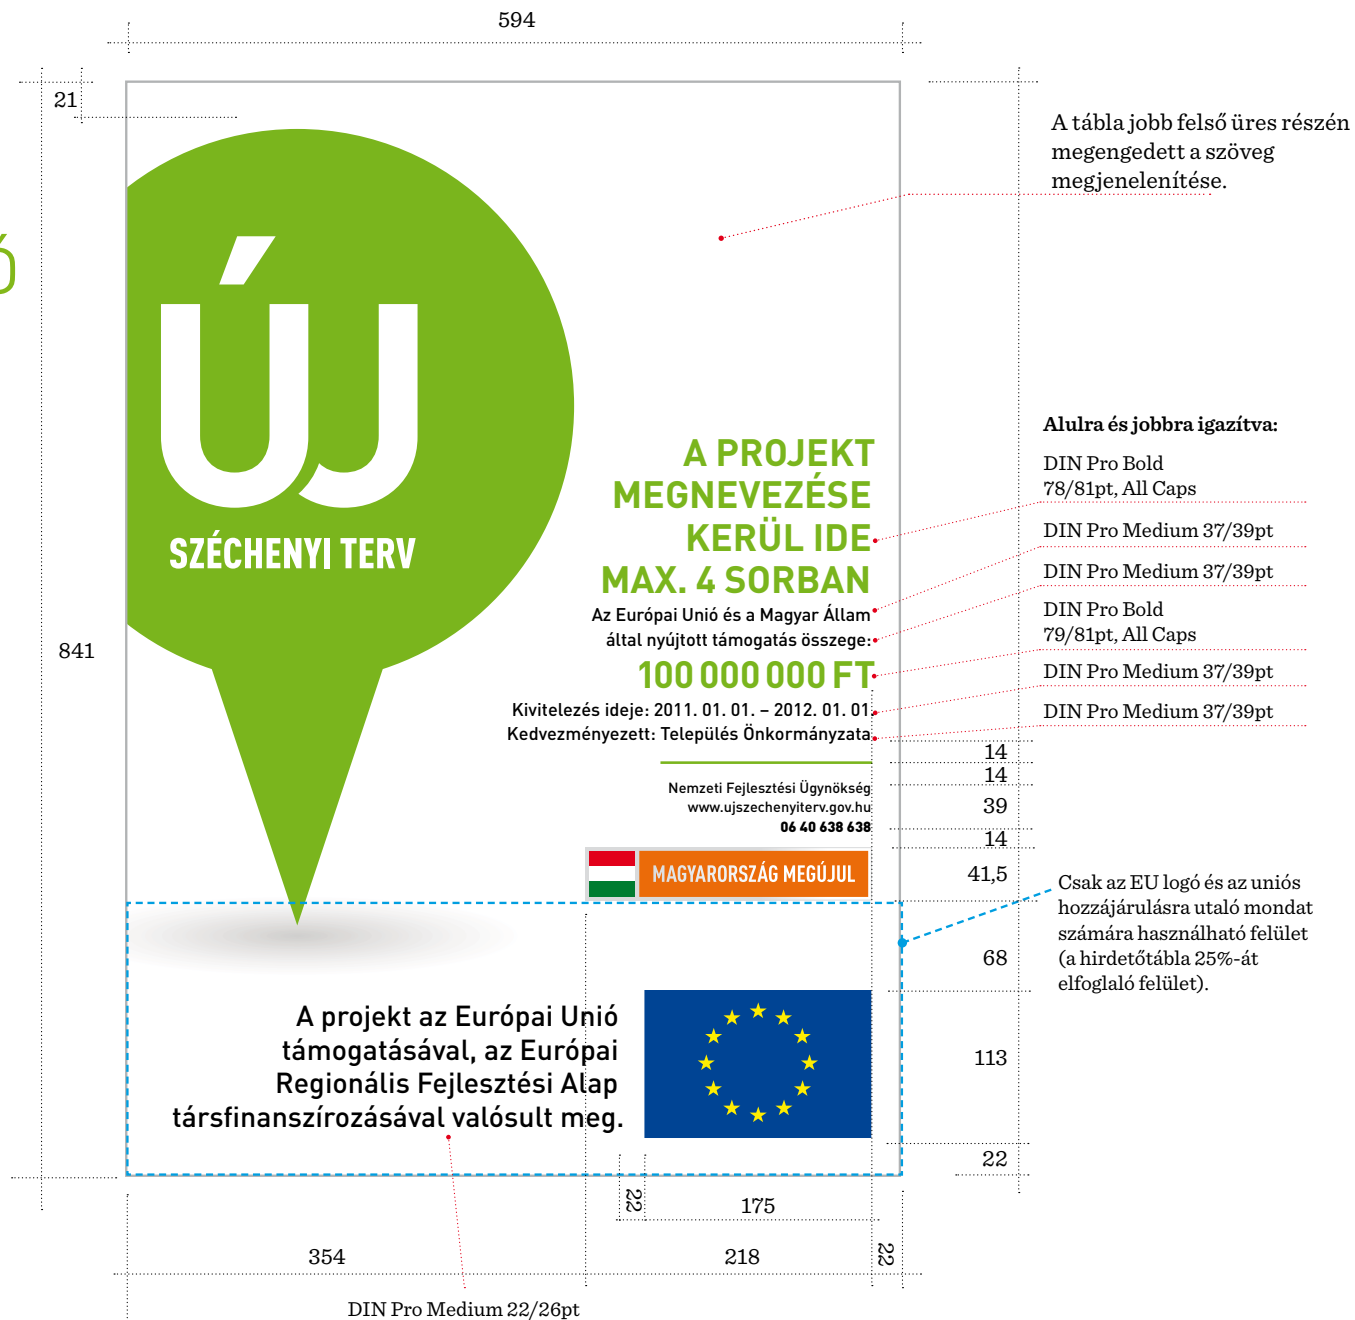 594
21
A tábla jobb felső üres részén
megengedett a szöveg
megjenelenítése.
Ó
ÚJ
SZÉCHENYI TERV
A PROJEKT
MEGNEVEZÉSE
KERÜL IDE
MAX. 4 SORBAN
Az Európai Unió és a Magyar Állam
által nyújtott támogatás összege:
100 000 000 FT
Kivitelezés ideje: 2011. 01. 01. – 2012. 01. 01.
Kedvezményezett: Település Önkormányzata
Alulra és jobbra igazítva:
DIN Pro Bold
78/81pt, All Caps
DIN Pro Medium 37/39pt
DIN Pro Medium 37/39pt
DIN Pro Bold
79/81pt, All Caps
DIN Pro Medium 37/39pt
DIN Pro Medium 37/39pt
841
14
14
39
14
41,5
68
113
22
Nemzeti Fejlesztési Ügynökség
www.ujszechenyiterv.gov.hu
06 40 638 638
MAGYARORSZÁG MEGÚJUL
Csak az EU logó és az uniós
hozzájárulásra utaló mondat
számára használható felület
(a hirdetőtábla 25%-át
elfoglaló felület).
A projekt az Európai Unió
támogatásával, az Európai
Regionális Fejlesztési Alap
társfinanszírozásával valósult meg.
22
175
354
218
22
DIN Pro Medium 22/26pt